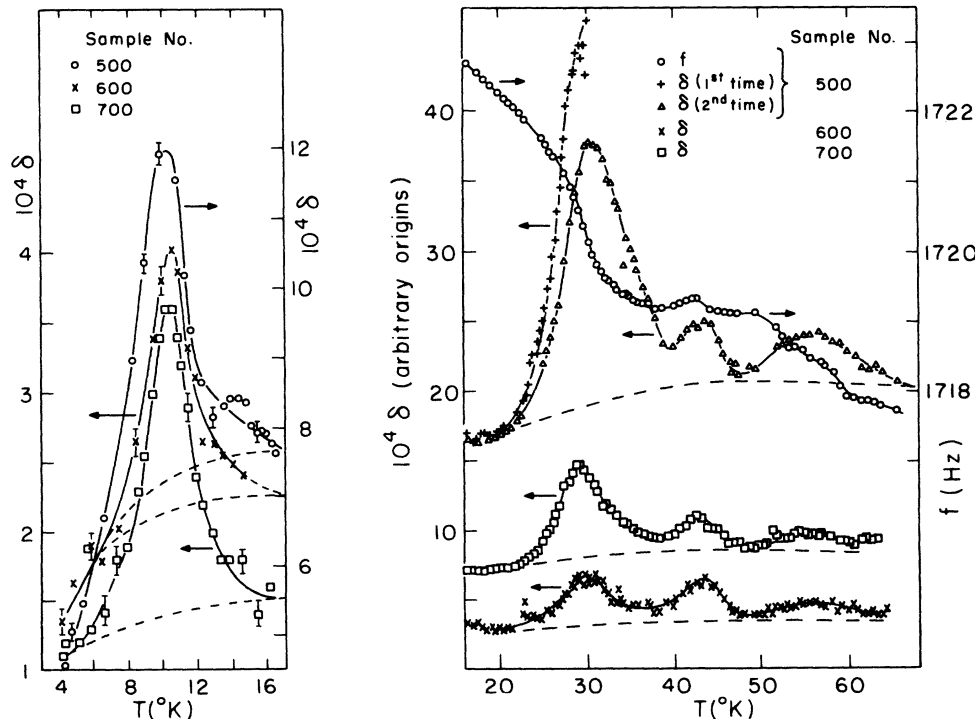 Sample No.
500
600
700
10⁴ δ
4
3
2
1
12
10
8
6
10⁴ δ
4
8
12
16
T(°K)
Sample No.
f
δ (1st time)
500
δ (2nd time)
δ 600
δ 700
10⁴ δ (arbitrary origins)
40
30
20
10
1722
1720
1718
f (Hz)
20
30
40
50
60
T(°K)